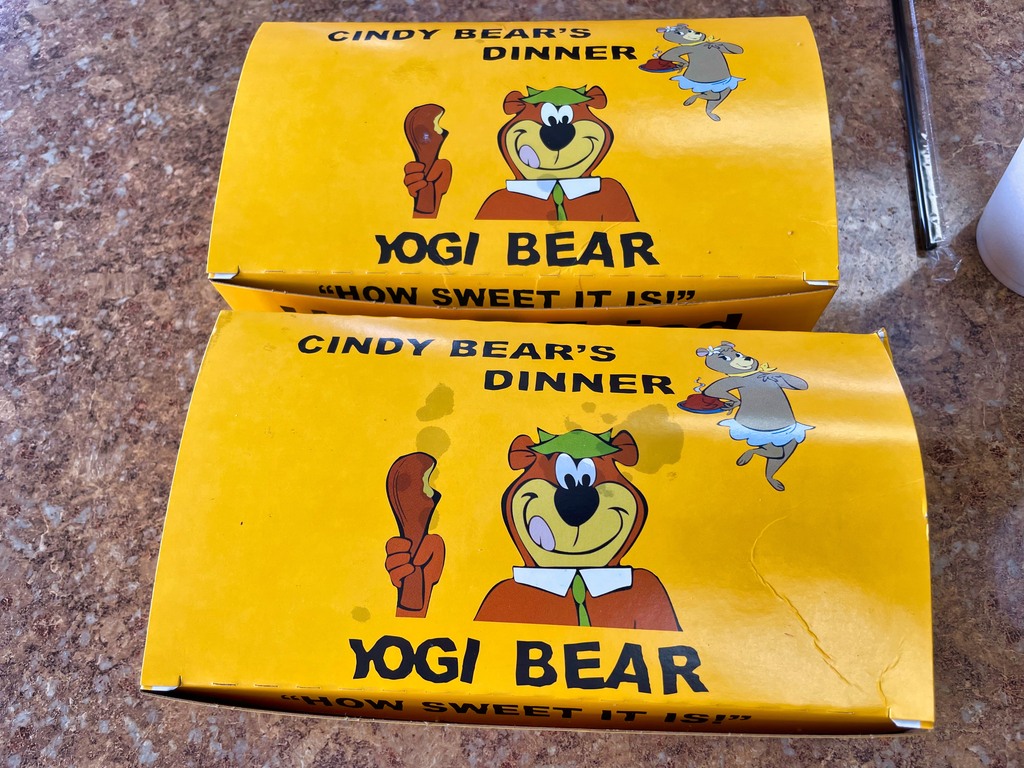 CINDY BEAR'S
DINNER
YOGI BEAR
"HOW SWEET IT IS!"
CINDY BEAR'S
DINNER
YOGI BEAR
"HOW SWEET IT IS!"